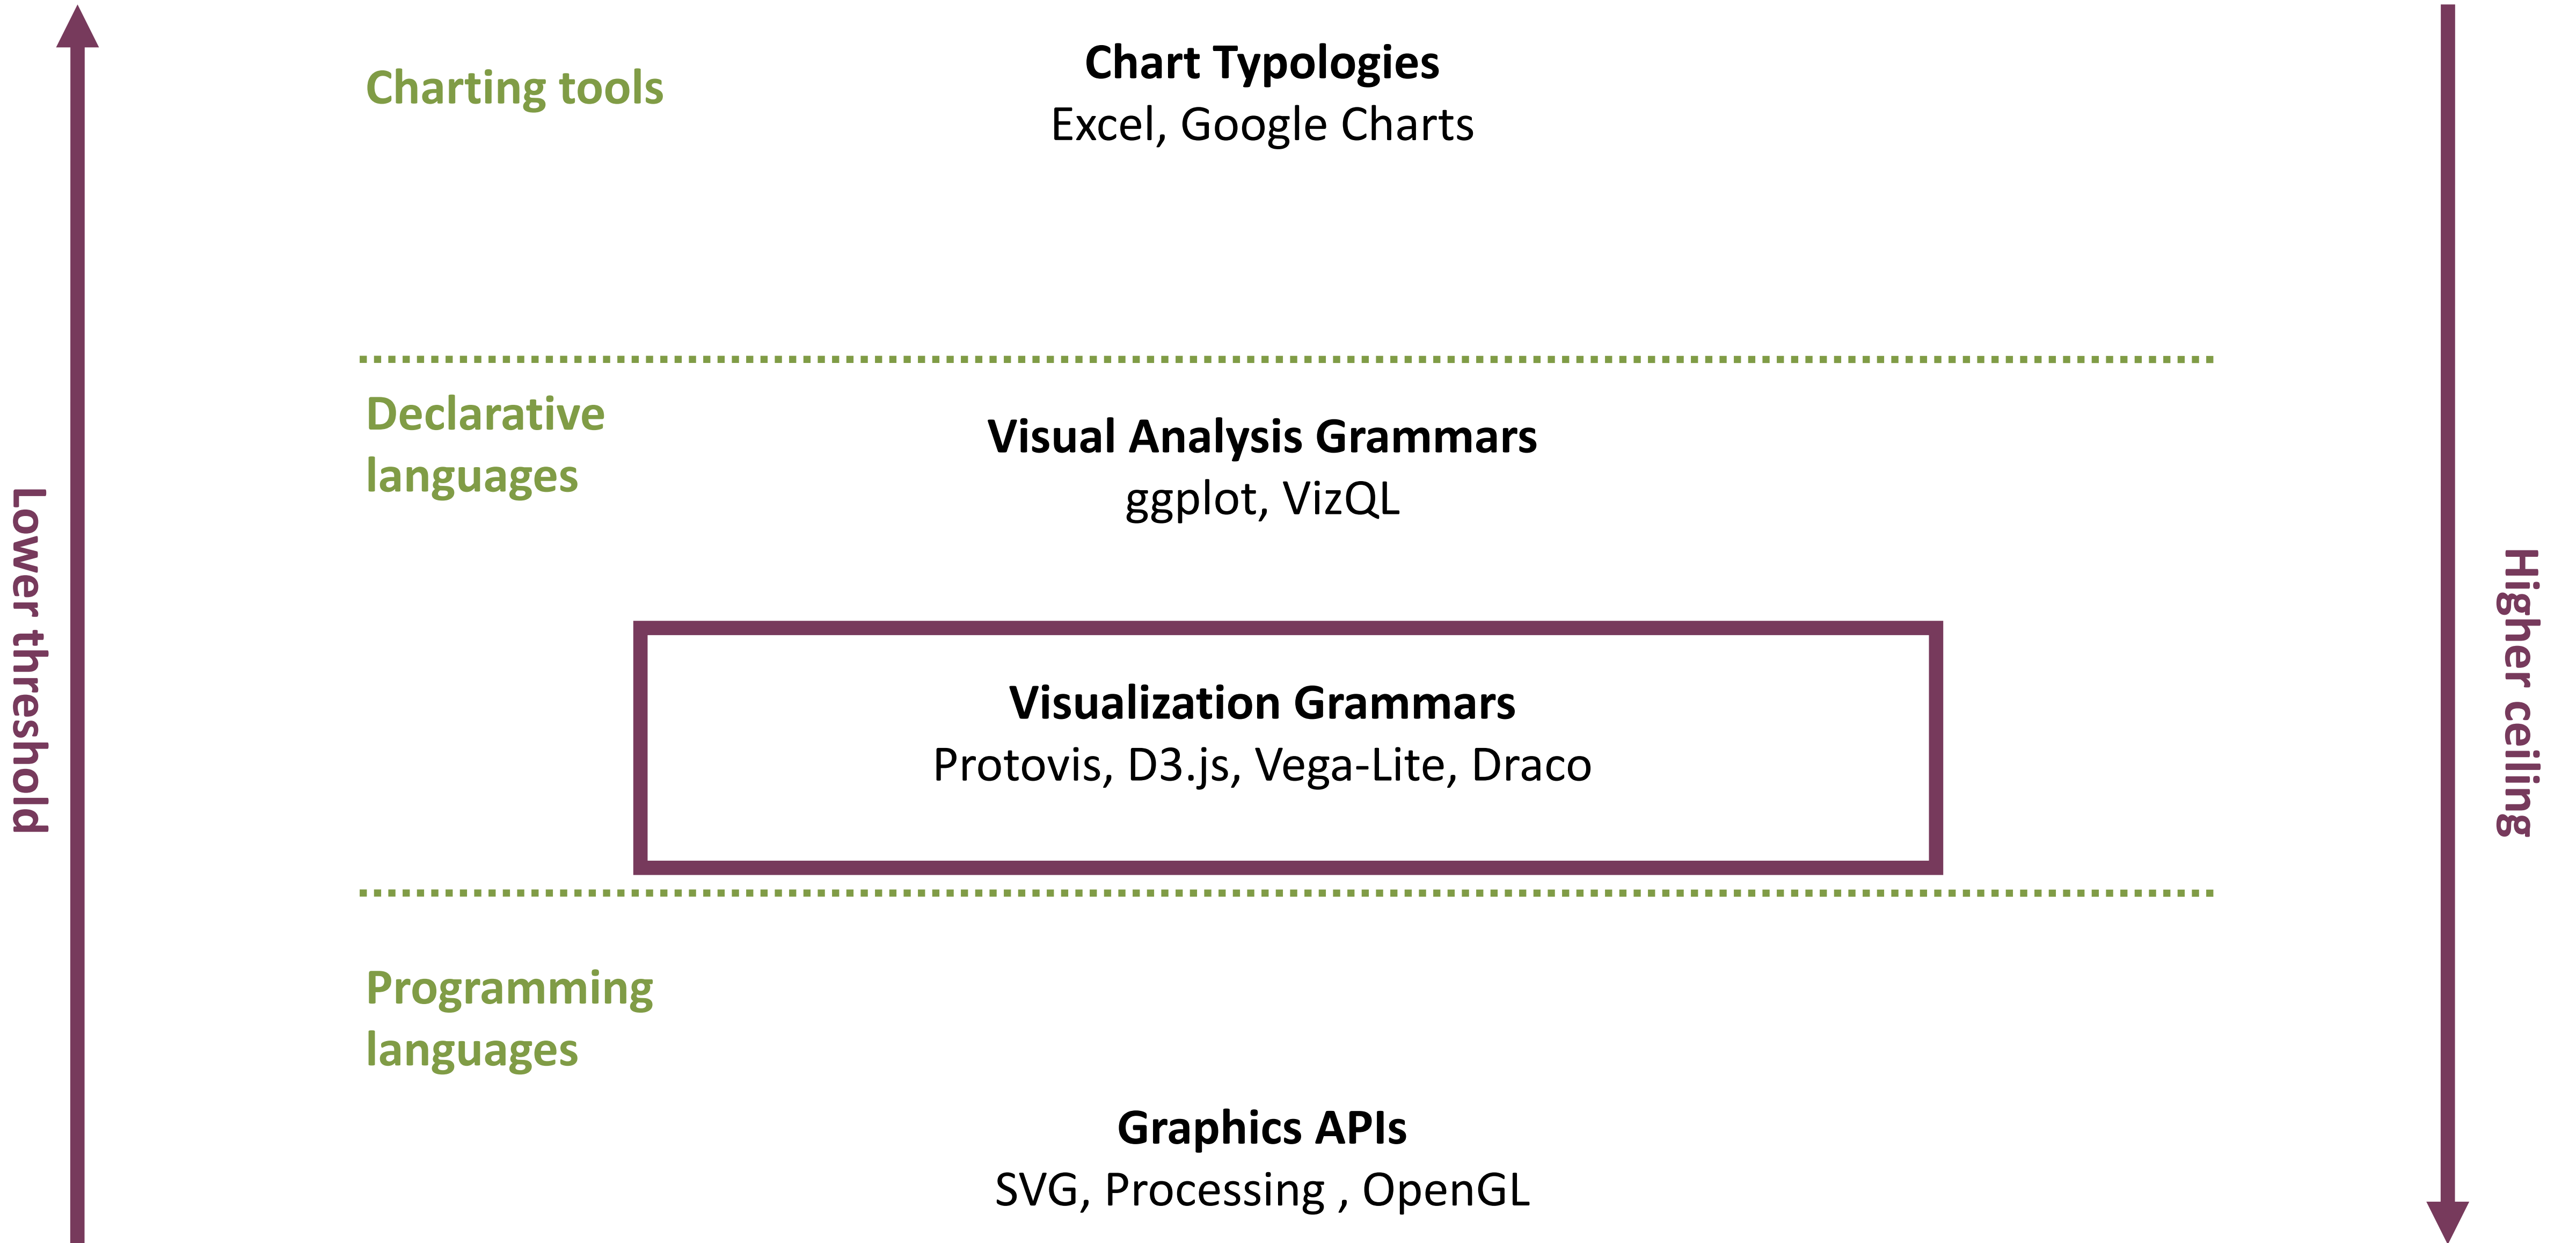 Charting tools
Chart Typologies
Excel, Google Charts
Declarative
languages
Visual Analysis Grammars
ggplot, VizQL
Lower threshold
Higher ceiling
Visualization Grammars
Protovis, D3.js, Vega-Lite, Draco
Programming
languages
Graphics APIs
SVG, Processing , OpenGL